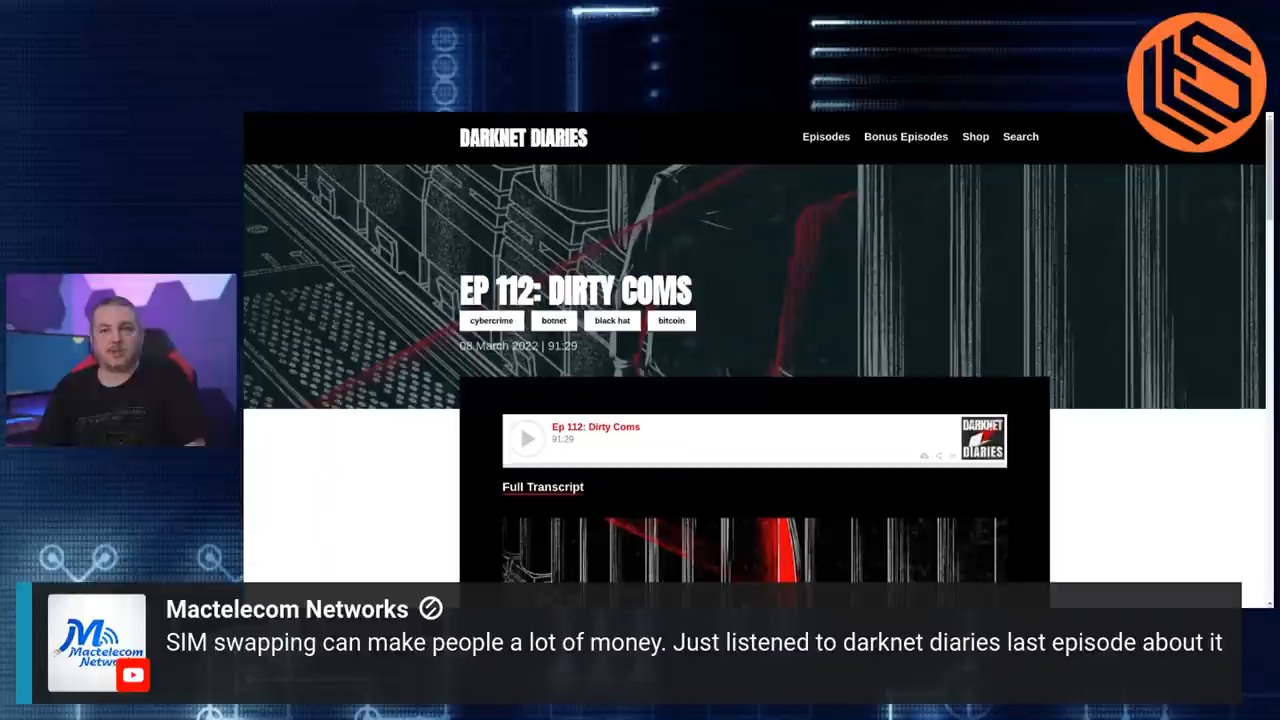 DARKNET DIARIES
Episodes Bonus Episodes Shop Search
EP 112: DIRTY COMS
cybercrime botnet black hat bitcoin
08 March 2022 | 91:29
Ep 112: Dirty Coms
91:29
DARKNET
DIARIES
Full Transcript
Mactelecom Networks
SIM swapping can make people a lot of money. Just listened to darknet diaries last episode about it
Mactelecom